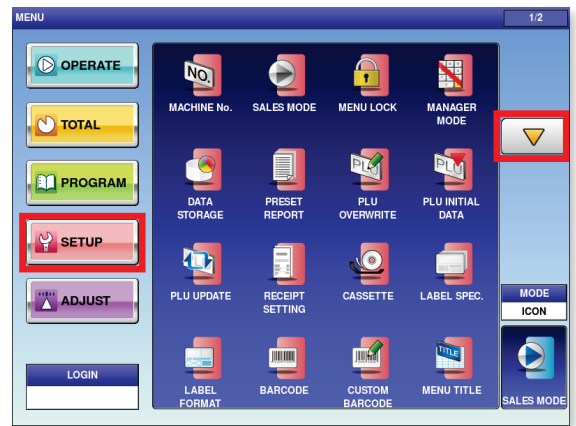 MENU
1/2
OPERATE
TOTAL
PROGRAM
SETUP
ADJUST
LOGIN
NO.
MACHINE No.
SALES MODE
MENU LOCK
MANAGER
MODE
DATA
STORAGE
PRESET
REPORT
PLU
PLU
OVERWRITE
PLU
PLU INITIAL
DATA
PLU UPDATE
RECEIPT
SETTING
CASSETTE
LABEL SPEC.
LABEL
FORMAT
BARCODE
CUSTOM
BARCODE
TITLE
MENU TITLE
MODE
ICON
SALES MODE